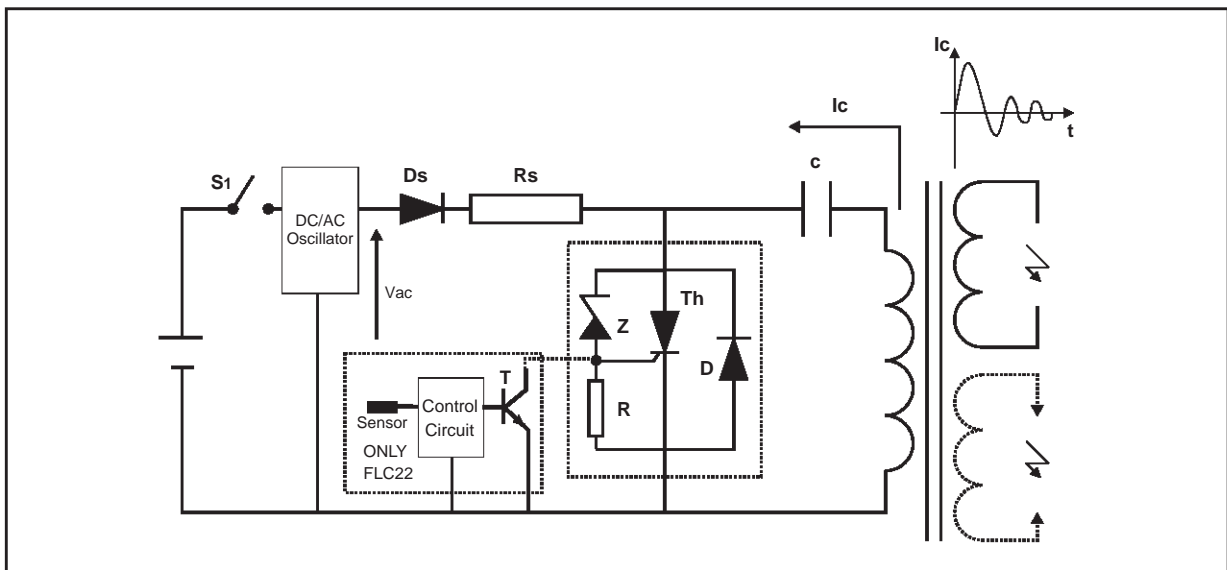 Ic
t
Ic
c
S1
DC/AC
Oscillator
Ds
Rs
Vac
Th
Z
D
R
T
Control
Circuit
Sensor
ONLY
FLC22